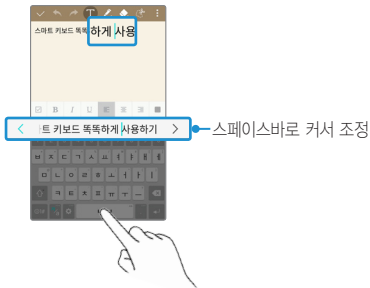 스마트 키보드 똑똑하게 사용
B I U
트 키보드 똑똑하게 사용하기
스페이스바로 커서 조정
ㅂ ㅈ ㄷ ㄱ ㅅ ㅛ ㅕ ㅑ ㅐ ㅔ
ㅁ ㄴ ㅇ ㄹ ㅎ ㅗ ㅓ ㅏ ㅣ
ㅋ ㅌ ㅊ ㅍ ㅠ ㅜ ㅡ